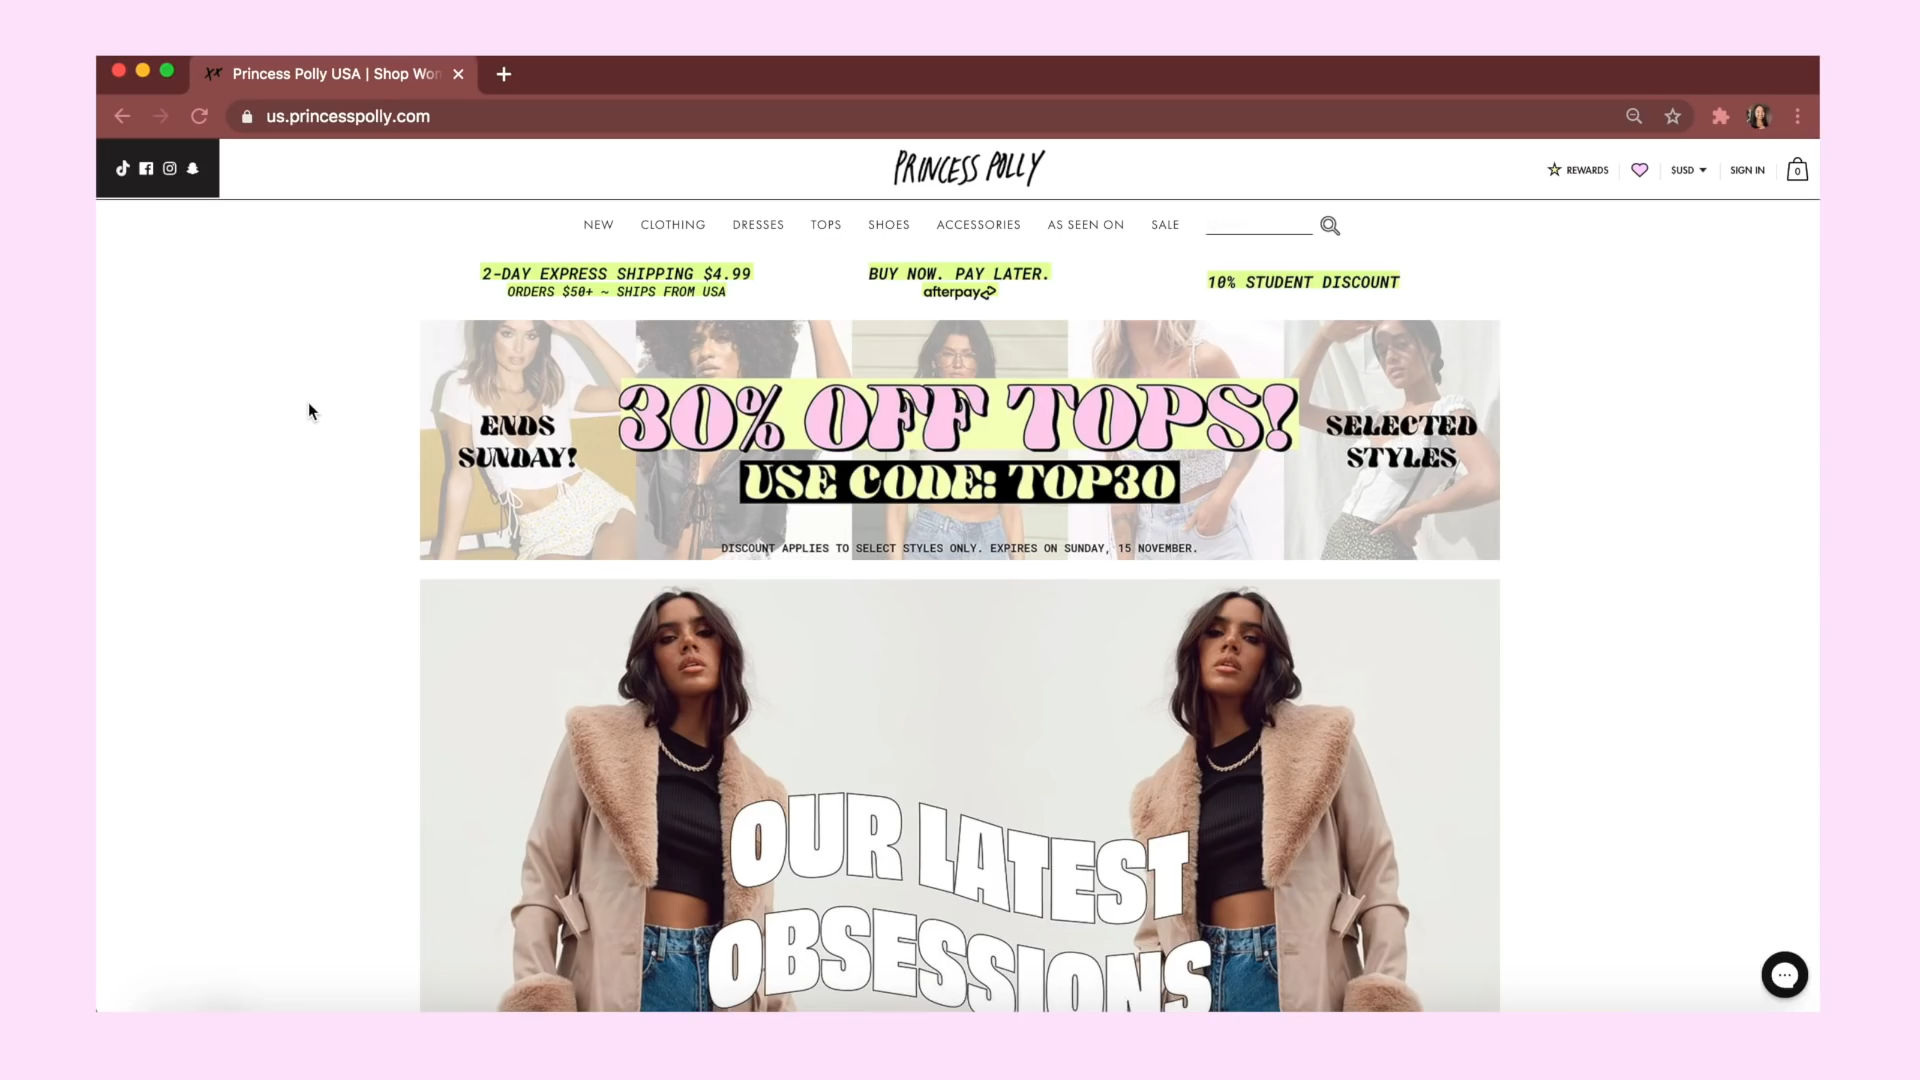 Princess Polly USA | Shop Wom
us.princesspolly.com
PRINCESS POLLY
REWARDS
$USD
SIGN IN
0
NEW CLOTHING DRESSES TOPS SHOES ACCESSORIES AS SEEN ON SALE
2-DAY EXPRESS SHIPPING $4.99
ORDERS $50+ ~ SHIPS FROM USA
BUY NOW. PAY LATER.
afterpay
10% STUDENT DISCOUNT
ENDS
SUNDAY!
30% OFF TOPS!
USE CODE: TOP30
SELECTED
STYLES
DISCOUNT APPLIES TO SELECT STYLES ONLY. EXPIRES ON SUNDAY, 15 NOVEMBER.
OUR LATEST
OBSESSIONS